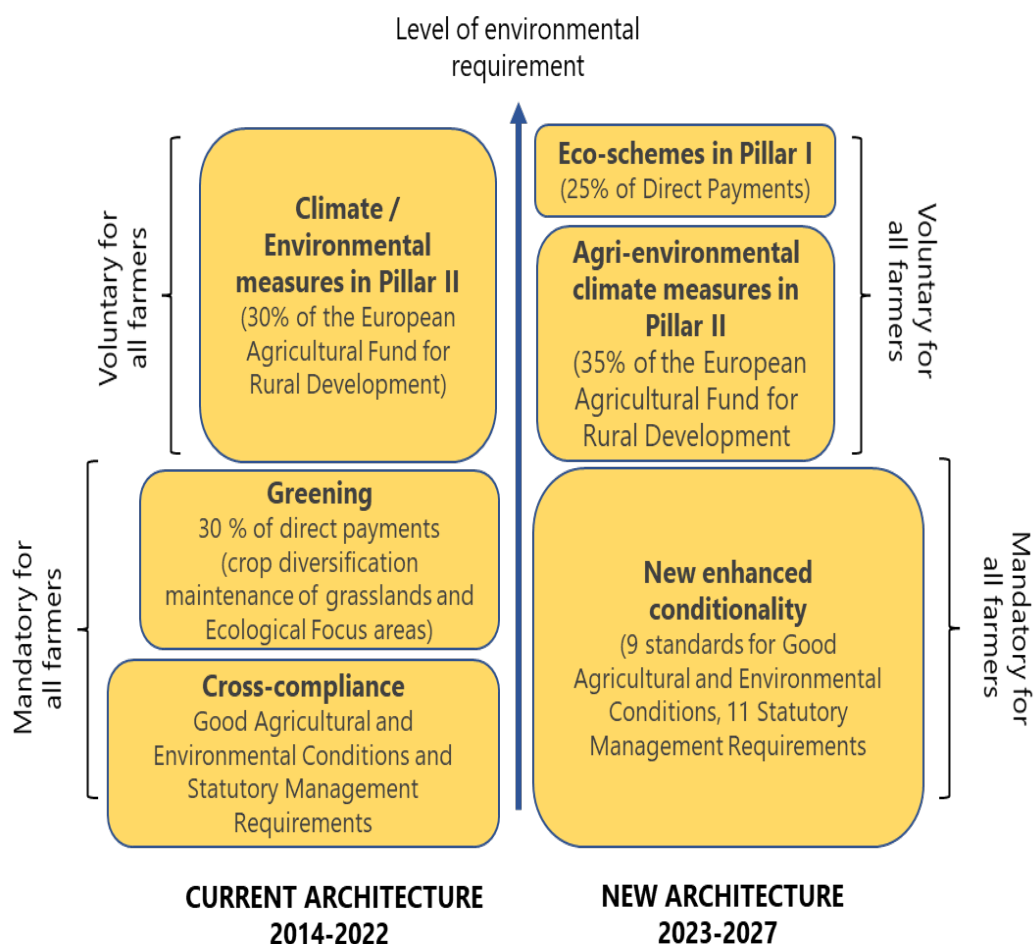 Level of environmental
requirement
Voluntary for
all farmers
Climate /
Environmental
measures in Pillar II
(30% of the European
Agricultural Fund for
Rural Development)
Mandatory for
all farmers
Greening
30 % of direct payments
(crop diversification
maintenance of grasslands and
Ecological Focus areas)
Cross-compliance
Good Agricultural and
Environmental Conditions and
Statutory Management
Requirements
CURRENT ARCHITECTURE
2014-2022
Eco-schemes in Pillar I
(25% of Direct Payments)
Agri-environmental
climate measures in
Pillar II
(35% of the European
Agricultural Fund for
Rural Development
Voluntary for
all farmers
New enhanced
conditionality
(9 standards for Good
Agricultural and Environmental
Conditions, 11 Statutory
Management Requirements
Mandatory for
all farmers
NEW ARCHITECTURE
2023-2027